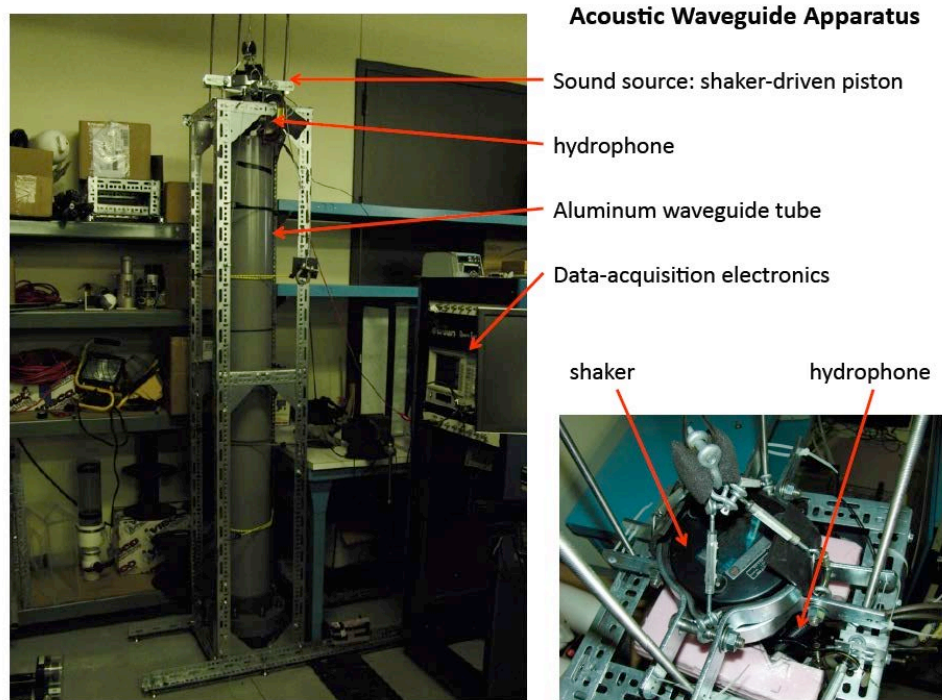 Acoustic Waveguide Apparatus
Sound source: shaker-driven piston
hydrophone
Aluminum waveguide tube
Data-acquisition electronics
shaker
hydrophone